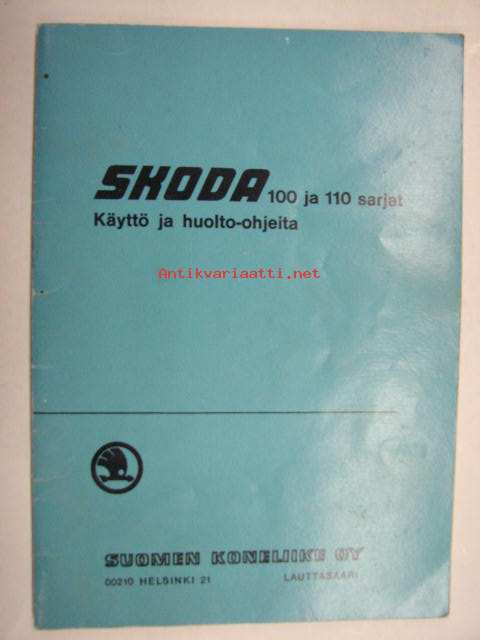 SKODA 100 ja 110 sarjat
Käyttö ja huolto-ohjeita
Antikvariaatti.net
SUOMEN KONELIIKE OY
00210 HELSINKI 21 LAUTTASAARI